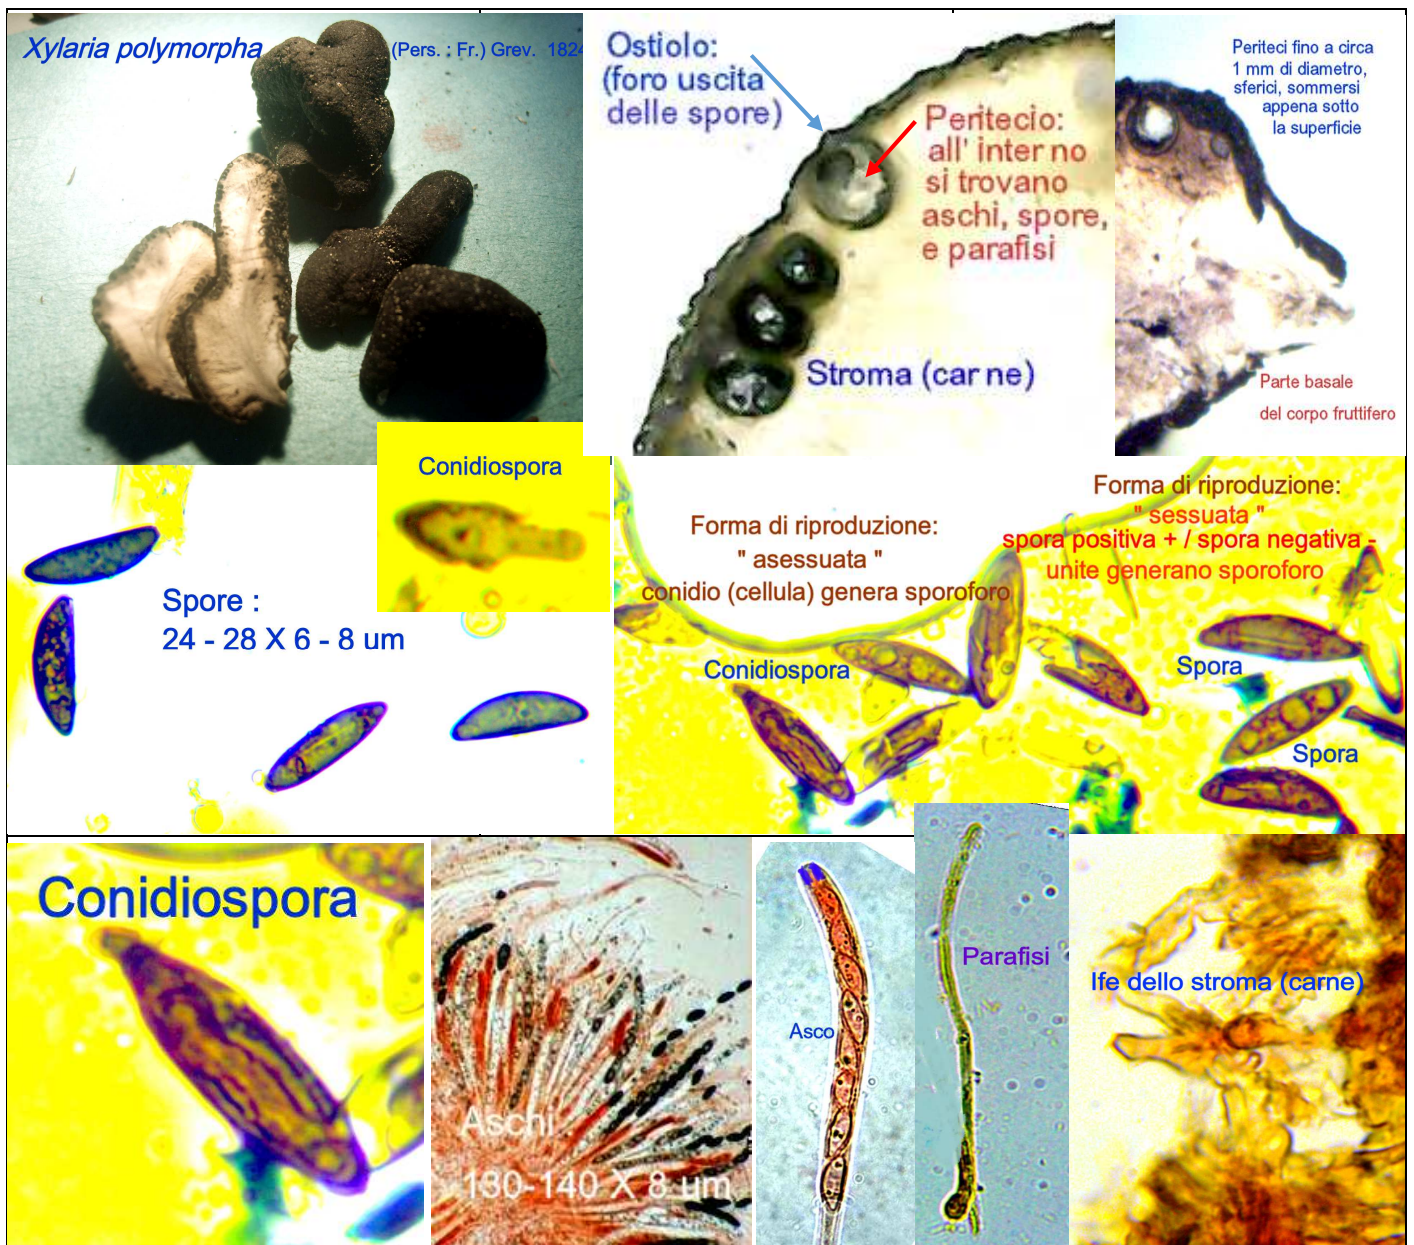 Xylaria polymorpha
(Pers. : Fr.) Grev. 1824
Ostiolo:
(foro uscita
delle spore)
Peritecio:
all' inter no
si trovano
aschi, spore,
e parafisi
Stroma (car ne)
Periteci fino a circa
1 mm di diametro,
sferici, sommersi
appena sotto
la superficie
Parte basale
del corpo fruttifero
Conidiospora
Spore :
24 - 28 X 6 - 8 um
Forma di riproduzione:
" asessuata "
conidio (cellula) genera sporoforo
Conidiospora
Forma di riproduzione:
" sessuata "
spora positiva + / spora negativa -
unite generano sporoforo
Spora
Spora
Conidiospora
Aschi
130-140 X 8 um
Asco
Parafisi
Ife dello stroma (carne)